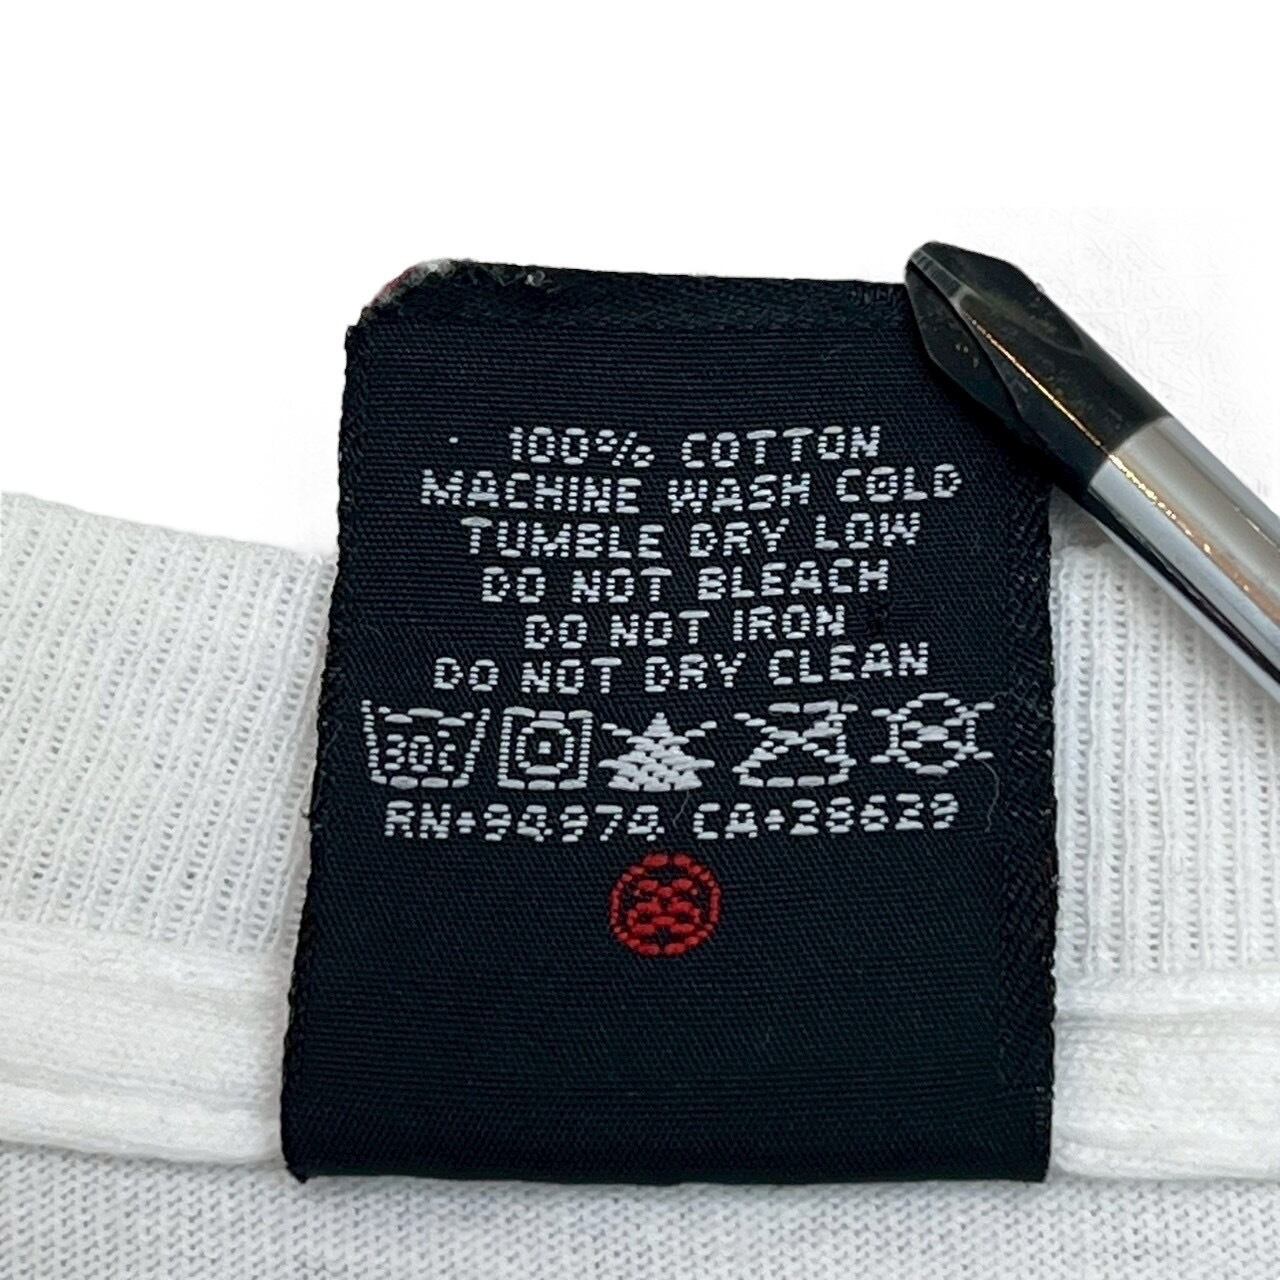 100% COTTON
MACHINE WASH COLD
TUMBLE DRY LOW
DO NOT BLEACH
DO NOT IRON
DO NOT DRY CLEAN
30c
RN•94974 CA•28629